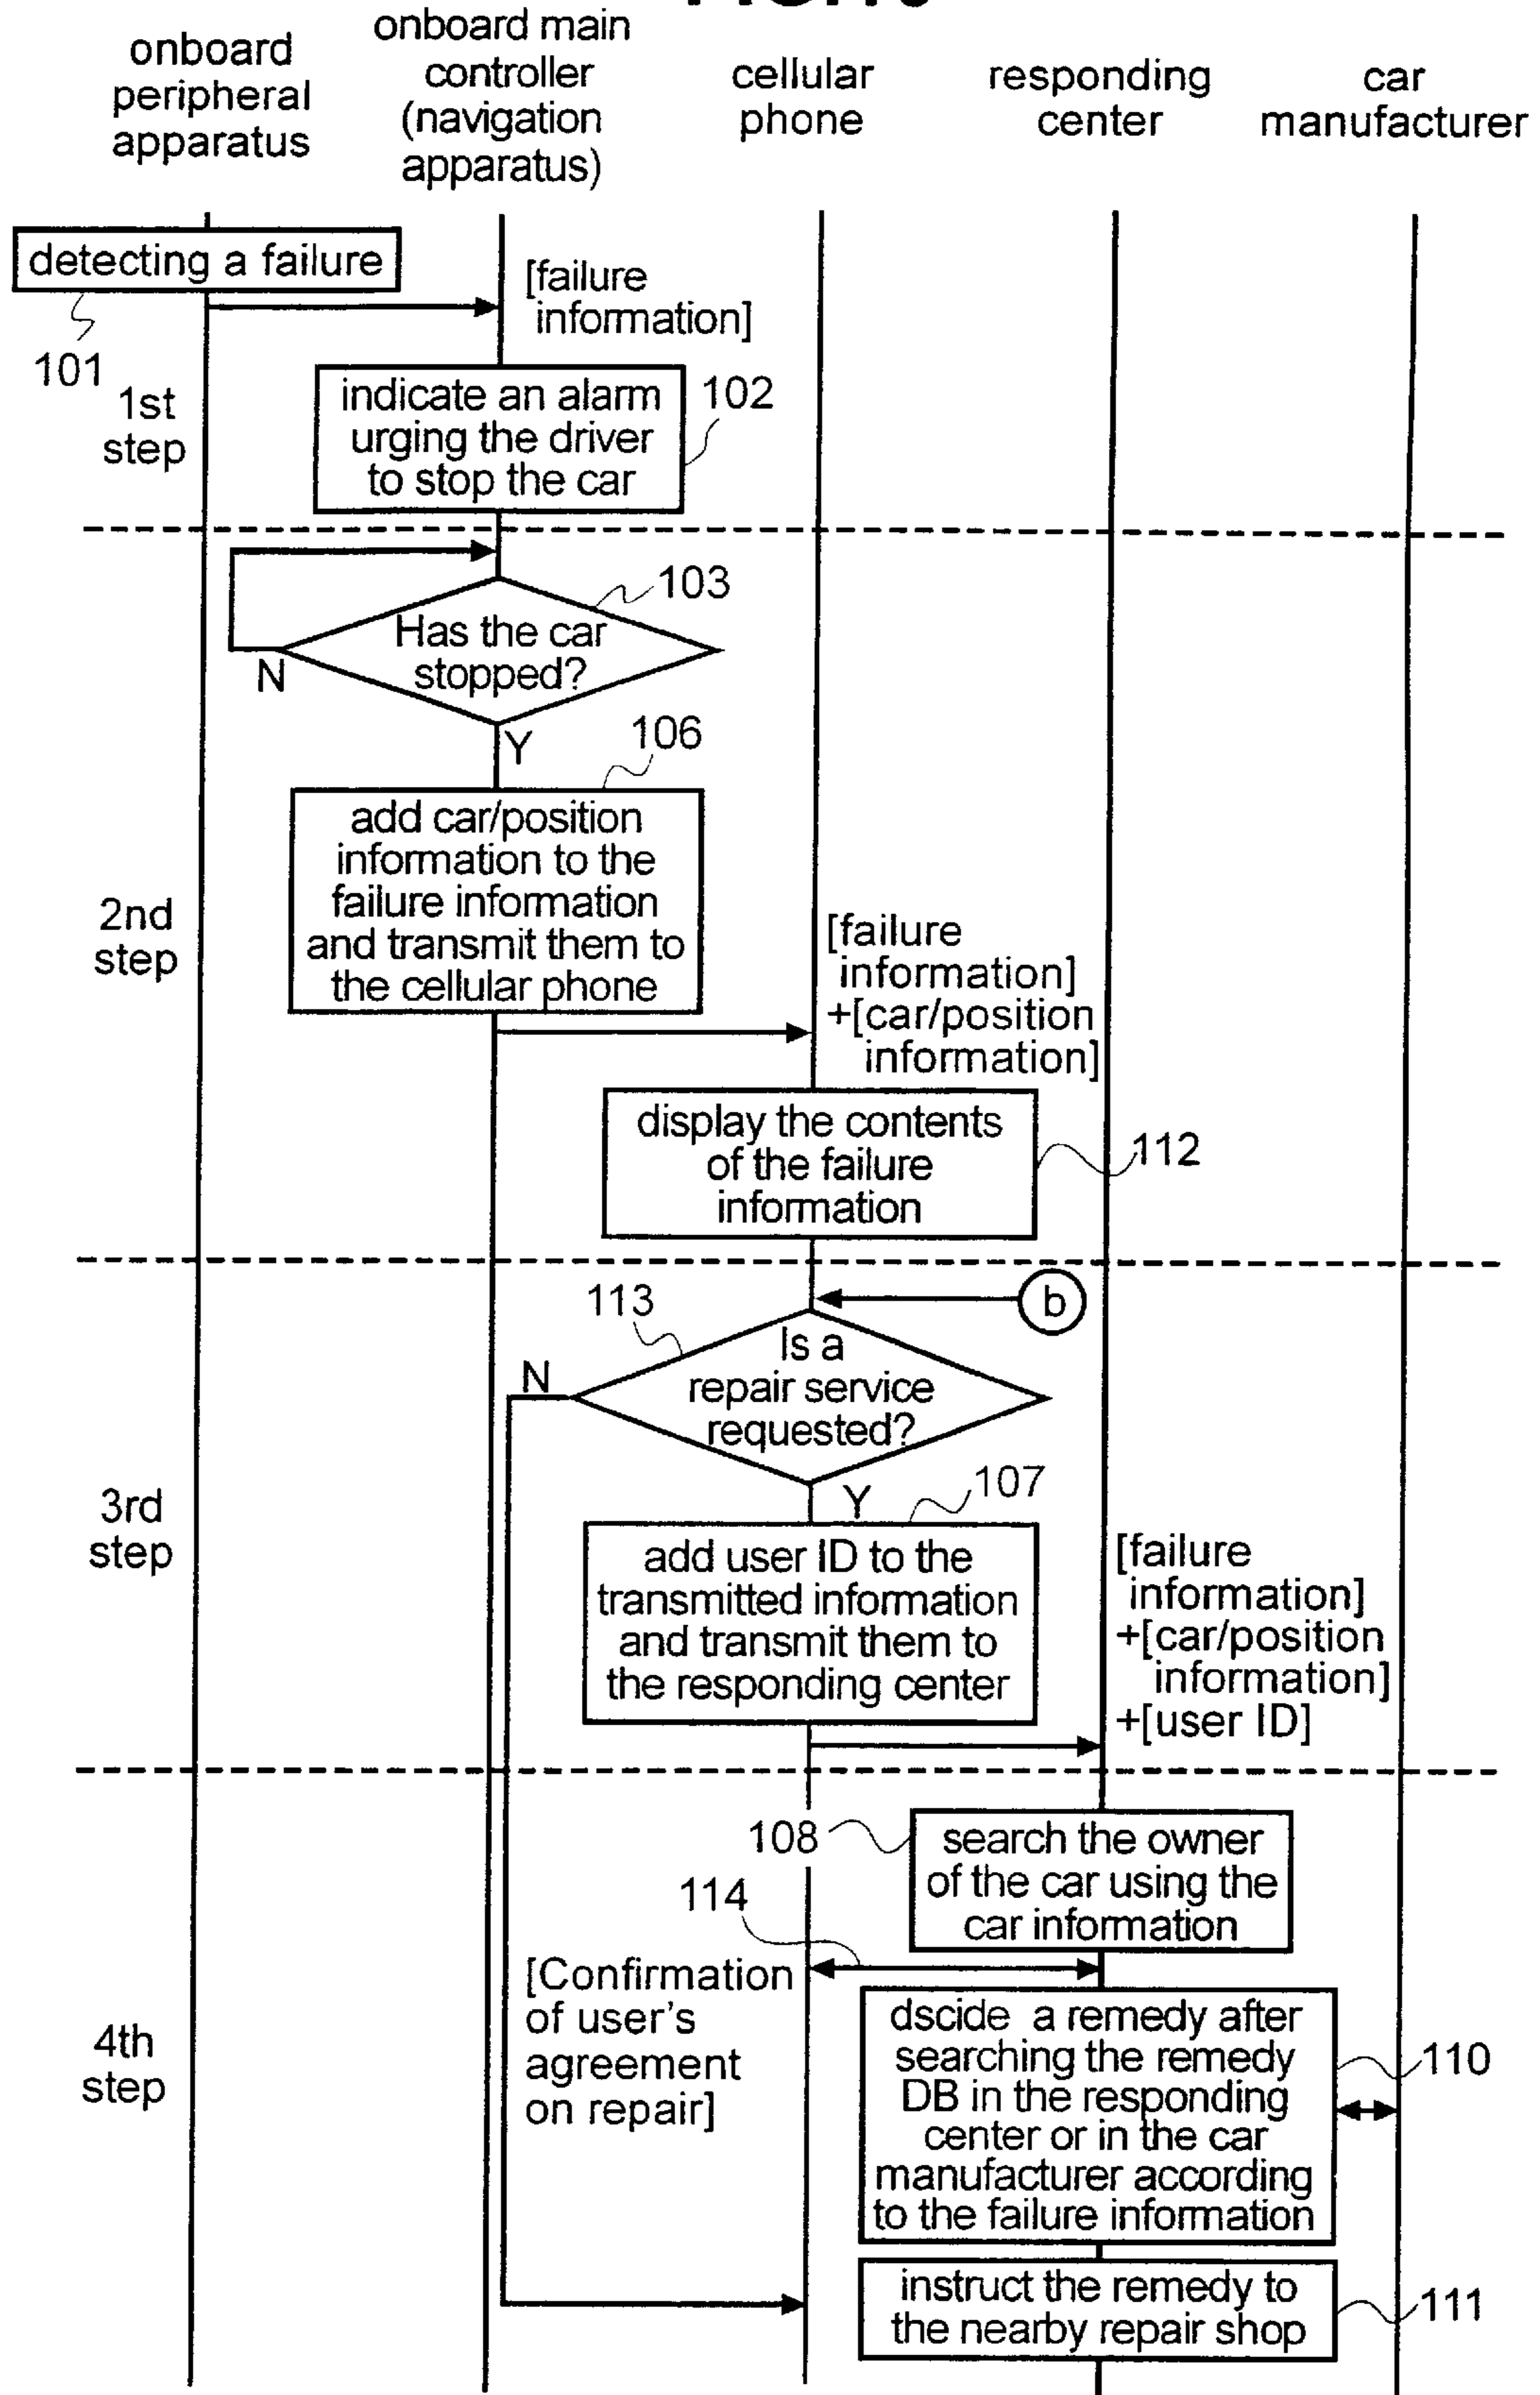 onboard
peripheral
apparatus
onboard main
controller
(navigation
apparatus)
cellular
phone
responding
center
car
manufacturer
detecting a failure
101
[failure
information]
1st
step
indicate an alarm
urging the driver
to stop the car
102
103
Has the car
stopped?
N
Y
106
2nd
step
add car/position
information to the
failure information
and transmit them to
the cellular phone
[failure
information]
+[car/position
information]
display the contents
of the failure
information
112
b
113
Is a
repair service
requested?
N
Y
107
3rd
step
add user ID to the
transmitted information
and transmit them to
the responding center
[failure
information]
+[car/position
information]
+[user ID]
108
search the owner
of the car using the
car information
114
[Confirmation
of user's
agreement
on repair]
4th
step
dscide a remedy after
searching the remedy
DB in the responding
center or in the car
manufacturer according
to the failure information
110
instruct the remedy to
the nearby repair shop
111